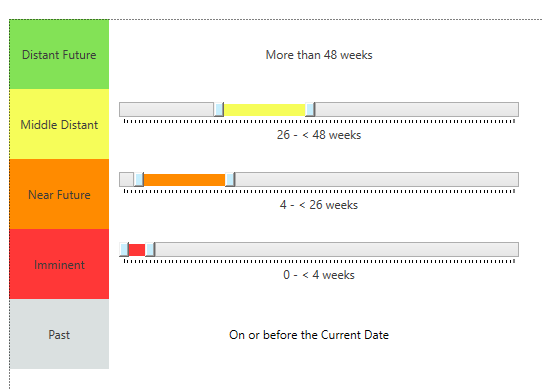 Distant Future More than 48 weeks
Middle Distant
26 - < 48 weeks
Near Future
4 - < 26 weeks
Imminent
0 - < 4 weeks
Past On or before the Current Date